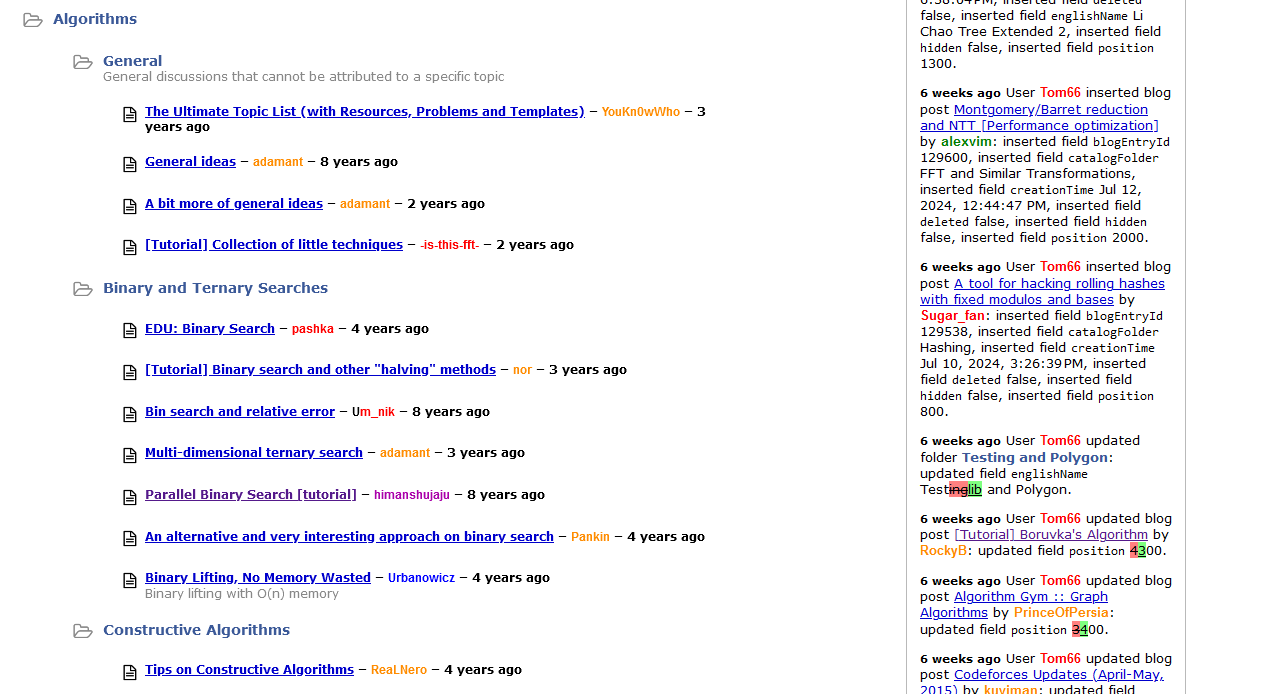 Algorithms
General
General discussions that cannot be attributed to a specific topic
The Ultimate Topic List (with Resources, Problems and Templates) – YouKn0wWho – 3
years ago
General ideas – adamant – 8 years ago
A bit more of general ideas – adamant – 2 years ago
[Tutorial] Collection of little techniques – -is-this-fft- – 2 years ago
Binary and Ternary Searches
EDU: Binary Search – pashka – 4 years ago
[Tutorial] Binary search and other "halving" methods – nor – 3 years ago
Bin search and relative error – Um_nik – 8 years ago
Multi-dimensional ternary search – adamant – 3 years ago
Parallel Binary Search [tutorial] – himanshujaju – 8 years ago
An alternative and very interesting approach on binary search – Pankin – 4 years ago
Binary Lifting, No Memory Wasted – Urbanowicz – 4 years ago
Binary lifting with O(n) memory
Constructive Algorithms
Tips on Constructive Algorithms – ReaLNero – 4 years ago
6:38:04 PM, inserted field deleted
false, inserted field englishName Li
Chao Tree Extended 2, inserted field
hidden false, inserted field position
1300.
6 weeks ago User Tom66 inserted blog
post Montgomery/Barret reduction
and NTT [Performance optimization]
by alexvim: inserted field blogEntryId
129600, inserted field catalogFolder
FFT and Similar Transformations,
inserted field creationTime Jul 12,
2024, 12:44:47 PM, inserted field
deleted false, inserted field hidden
false, inserted field position 2000.
6 weeks ago User Tom66 inserted blog
post A tool for hacking rolling hashes
with fixed modulos and bases by
Sugar_fan: inserted field blogEntryId
129538, inserted field catalogFolder
Hashing, inserted field creationTime
Jul 10, 2024, 3:26:39 PM, inserted
field deleted false, inserted field
hidden false, inserted field position
800.
6 weeks ago User Tom66 updated
folder Testing and Polygon:
updated field englishName
Testinglib and Polygon.
6 weeks ago User Tom66 updated blog
post [Tutorial] Boruvka's Algorithm by
RockyB: updated field position 4300.
6 weeks ago User Tom66 updated blog
post Algorithm Gym :: Graph
Algorithms by PrinceOfPersia:
updated field position 3400.
6 weeks ago User Tom66 updated blog
post Codeforces Updates (April-May,
2015) by kuviman: updated field